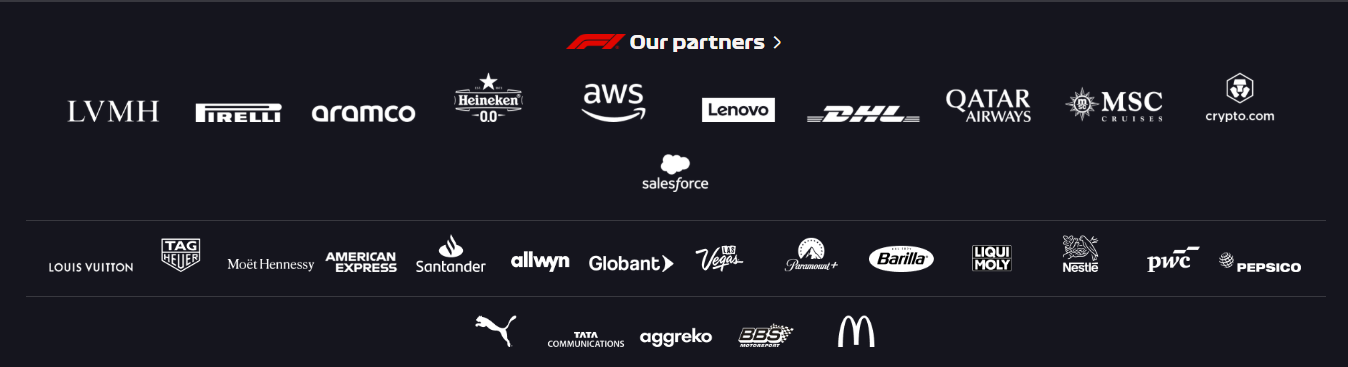 F1 Our partners >
LVMH
PIRELLI
aramco
Heineken
0.0
aws
Lenovo
DHL
QATAR
AIRWAYS
MSC
CRUISES
crypto.com
salesforce
LOUIS VUITTON
TAG
HEUER
Moët Hennessy
AMERICAN
EXPRESS
Santander
allwyn
Globant
LAS
Vegas
Paramount+
Barilla
LIQUI
MOLY
Nestlé
pwc
PEPSICO
TATA
COMMUNICATIONS
aggreko
BBS
MOTORSPORT